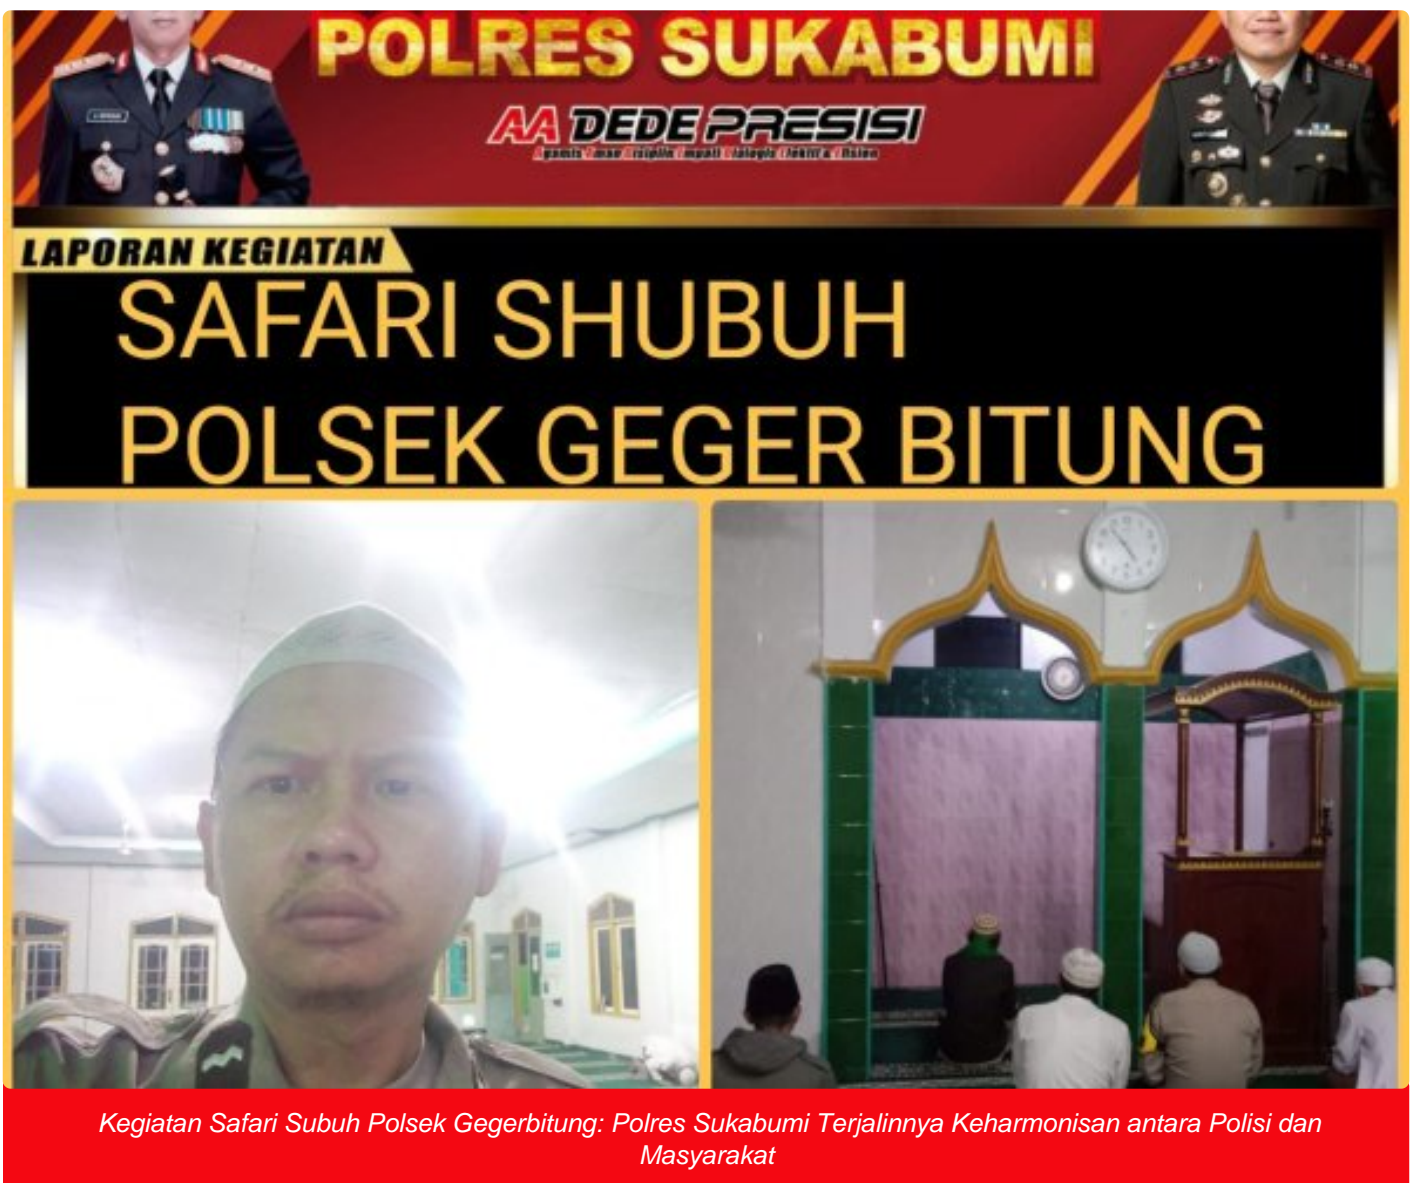 POLRES SUKABUMI
AA DEDE PRESISI
LAPORAN KEGIATAN
SAFARI SHUBUH
POLSEK GEGER BITUNG
Kegiatan Safari Subuh Polsek Gegerbitung: Polres Sukabumi Terjalinnya Keharmonisan antara Polisi dan
Masyarakat